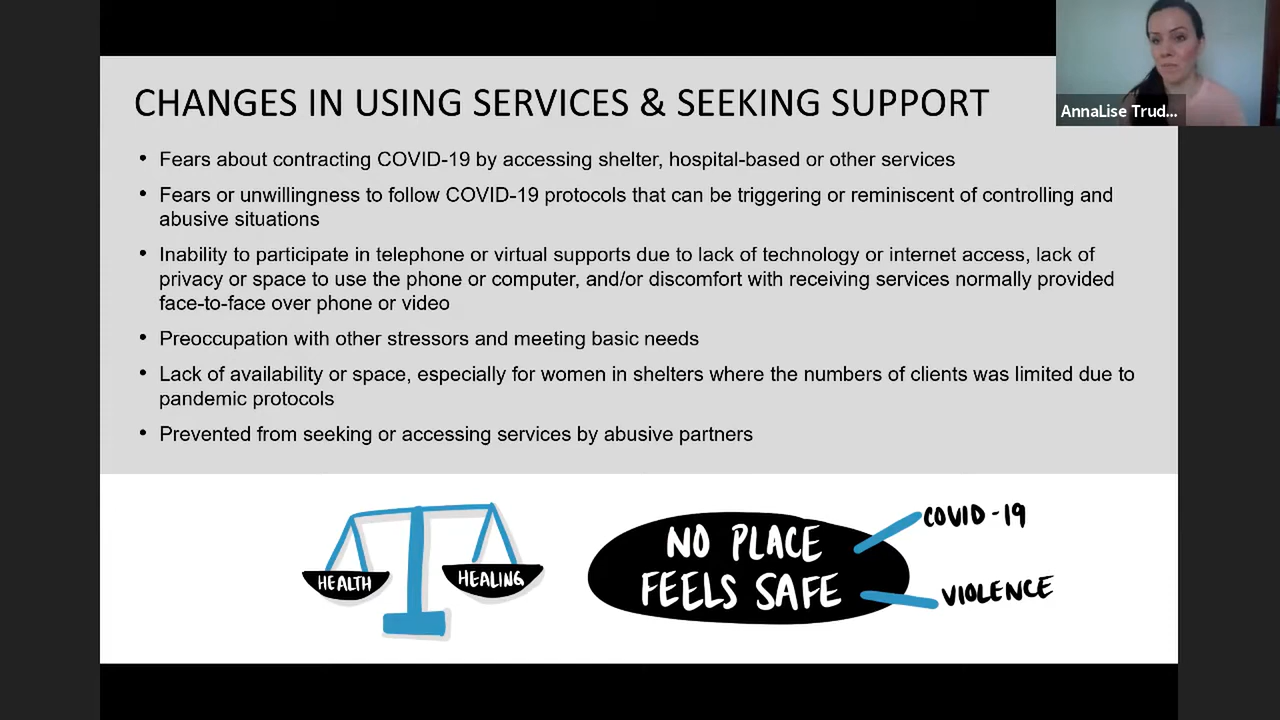 CHANGES IN USING SERVICES & SEEKING SUPPORT
AnnaLise Trud...
• Fears about contracting COVID-19 by accessing shelter, hospital-based or other services
• Fears or unwillingness to follow COVID-19 protocols that can be triggering or reminiscent of controlling and
abusive situations
• Inability to participate in telephone or virtual supports due to lack of technology or internet access, lack of
privacy or space to use the phone or computer, and/or discomfort with receiving services normally provided
face-to-face over phone or video
• Preoccupation with other stressors and meeting basic needs
• Lack of availability or space, especially for women in shelters where the numbers of clients was limited due to
pandemic protocols
• Prevented from seeking or accessing services by abusive partners
HEALTH
HEALING
NO PLACE
FEELS SAFE
COVID-19
VIOLENCE